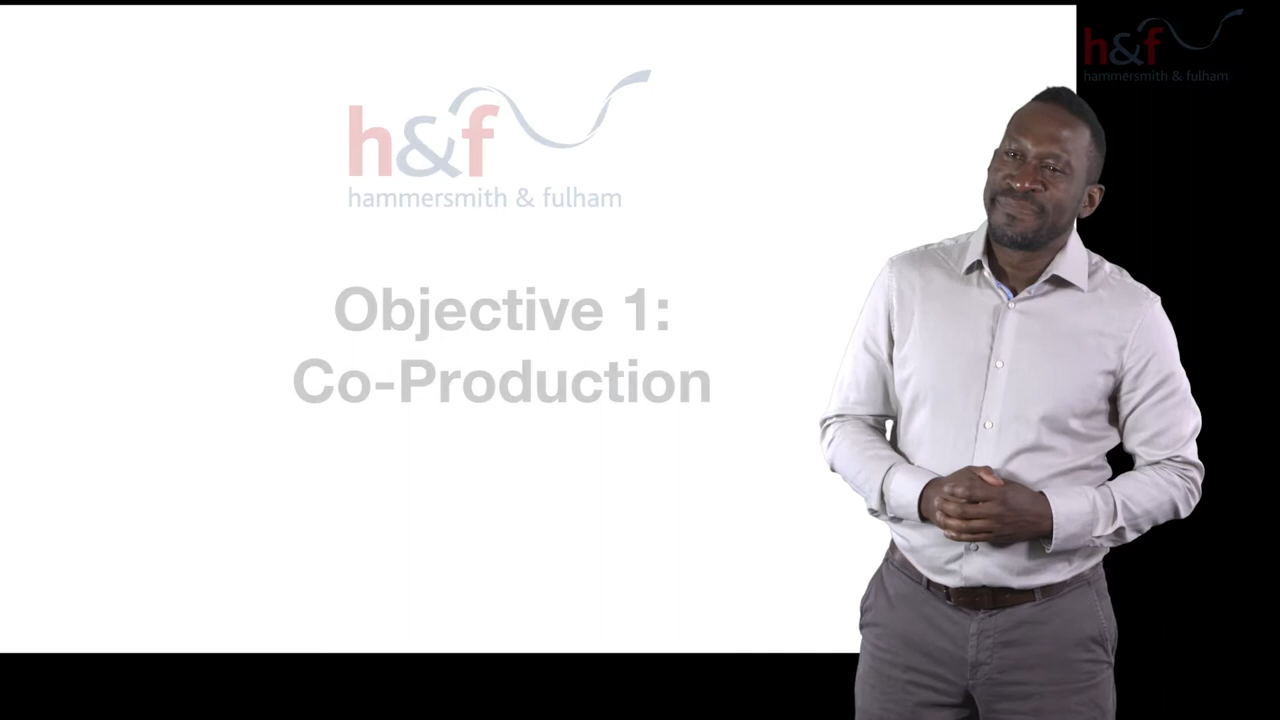 h&f
hammersmith & fulham
Objective 1:
Co-Production
h&f
hammersmith & fulham